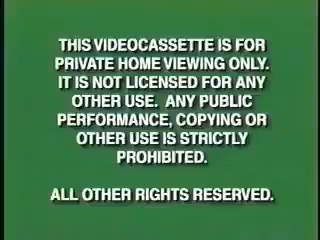 THIS VIDEOCASSETTE IS FOR
PRIVATE HOME VIEWING ONLY.
IT IS NOT LICENSED FOR ANY
OTHER USE. ANY PUBLIC
PERFORMANCE, COPYING OR
OTHER USE IS STRICTLY
PROHIBITED.
ALL OTHER RIGHTS RESERVED.